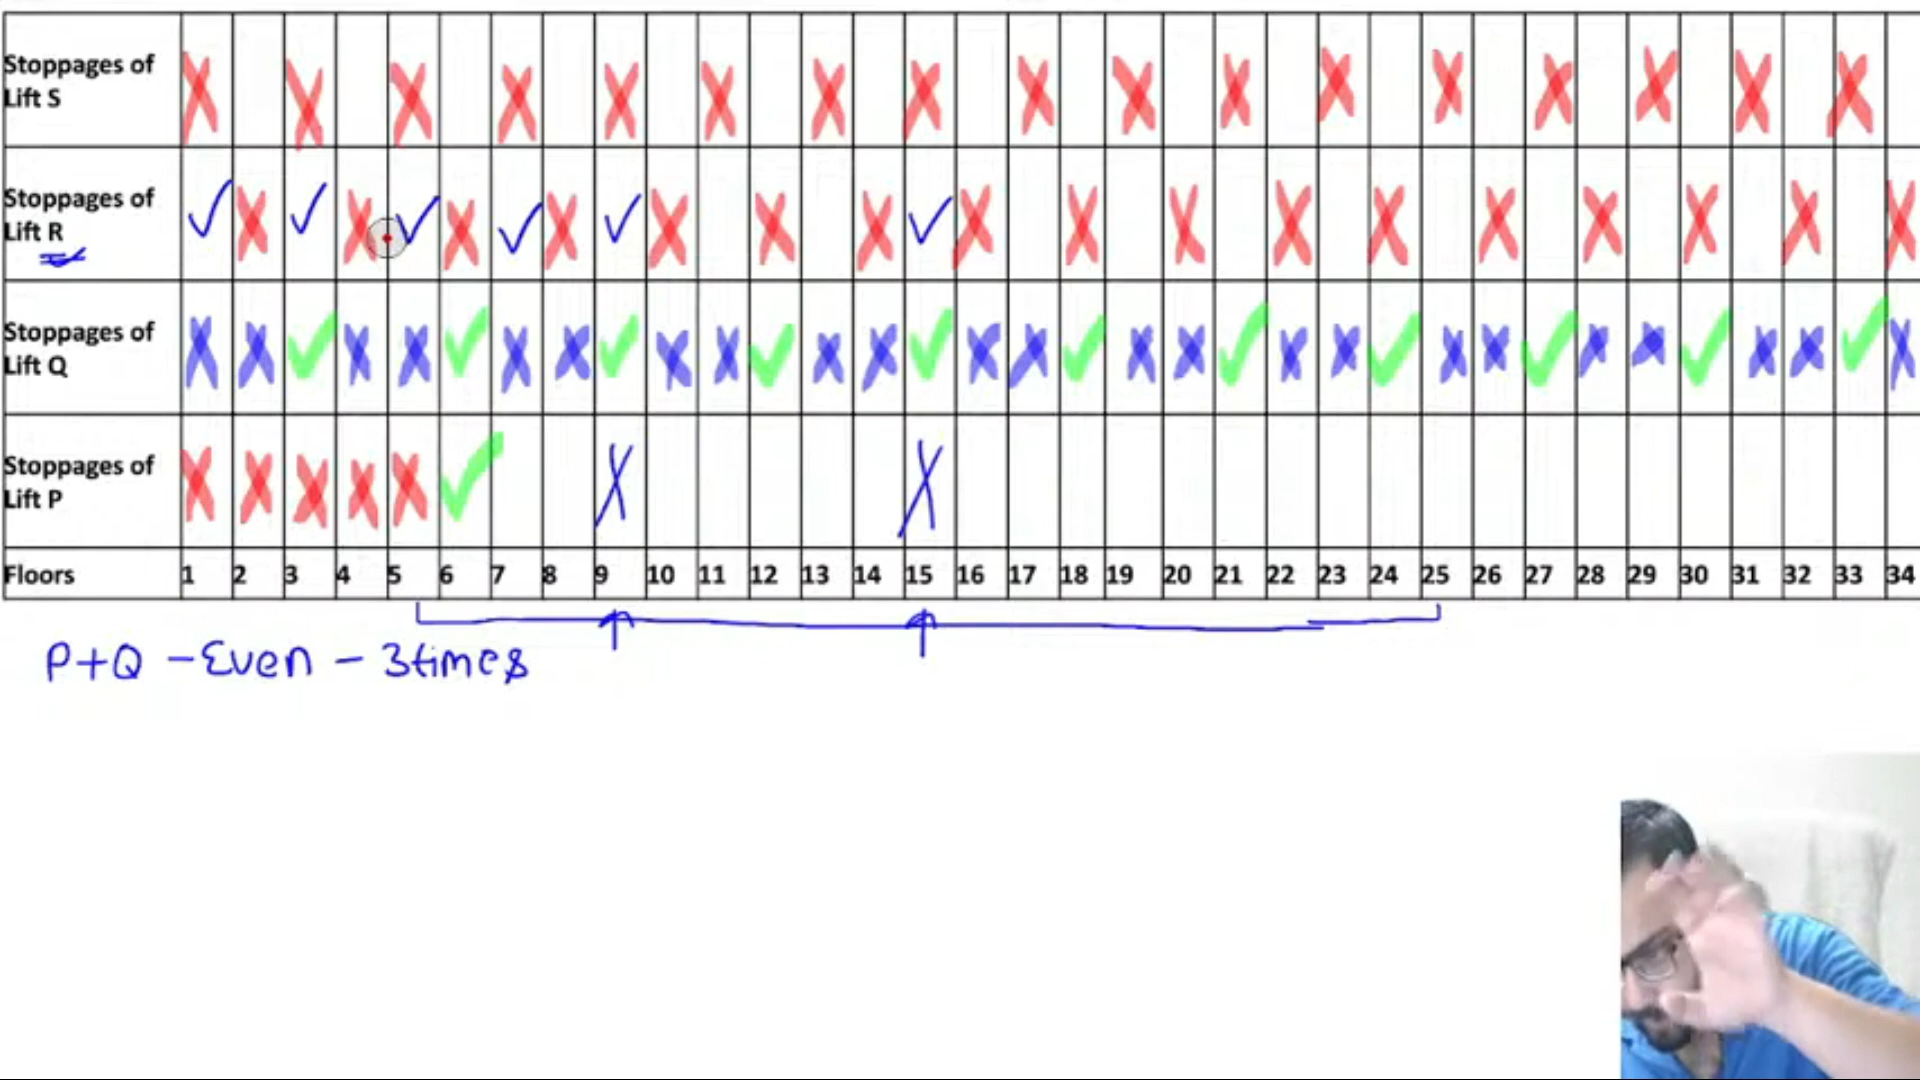 Stoppages of
Lift S
Stoppages of
Lift R
Stoppages of
Lift Q
Stoppages of
Lift P
Floors 1 2 3 4 5 6 7 8 9 10 11 12 13 14 15 16 17 18 19 20 21 22 23 24 25 26 27 28 29 30 31 32 33 34
P+Q - Even - 3 times